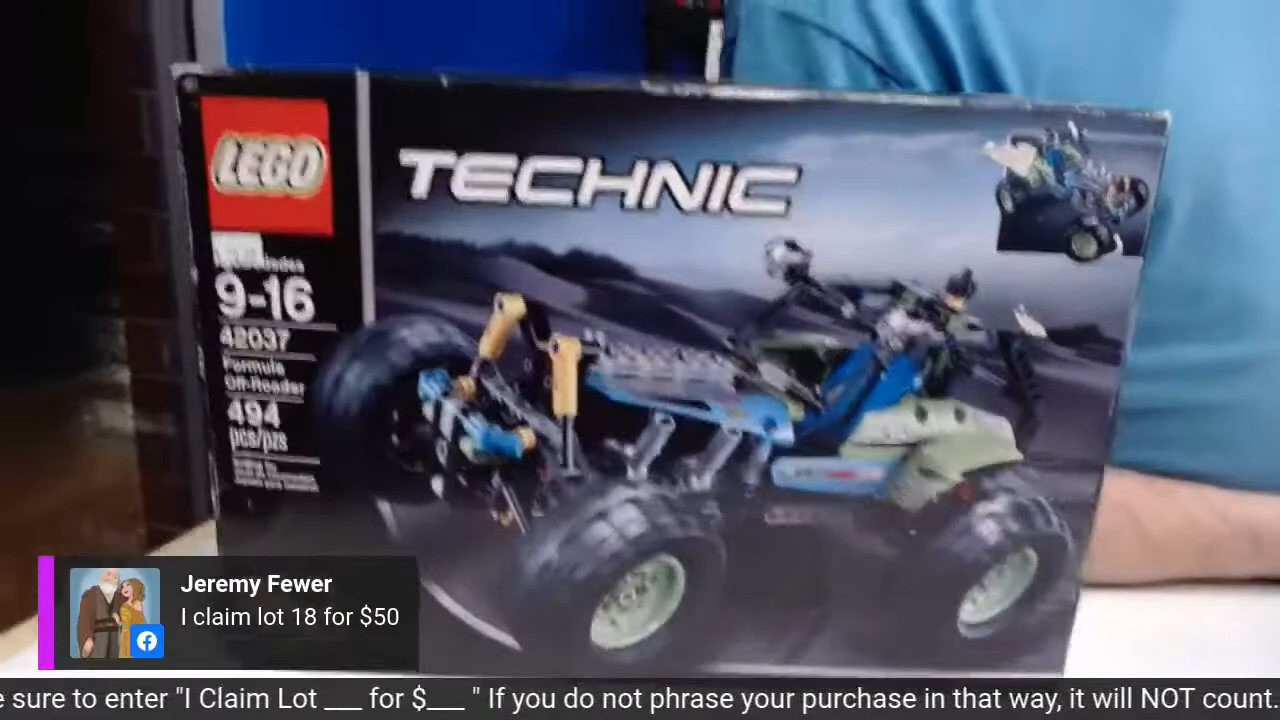 LEGO
TECHNIC
9-16
42037
Formula
Off-Roader
494
pcs/pzs
Jeremy Fewer
I claim lot 18 for $50
e sure to enter "I Claim Lot ___ for $___ " If you do not phrase your purchase in that way, it will NOT count.